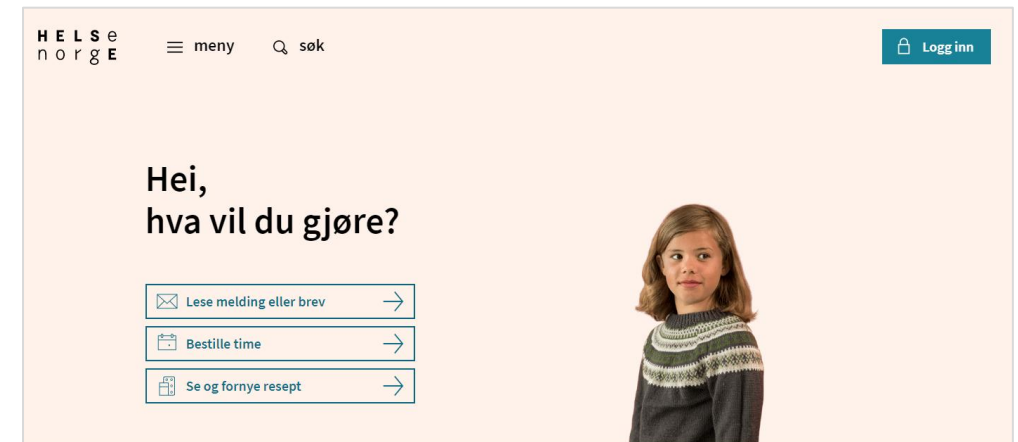 HELSe
norgE
meny
søk
Logg inn
Hei,
hva vil du gjøre?
Lese melding eller brev
Bestille time
Se og fornye resept